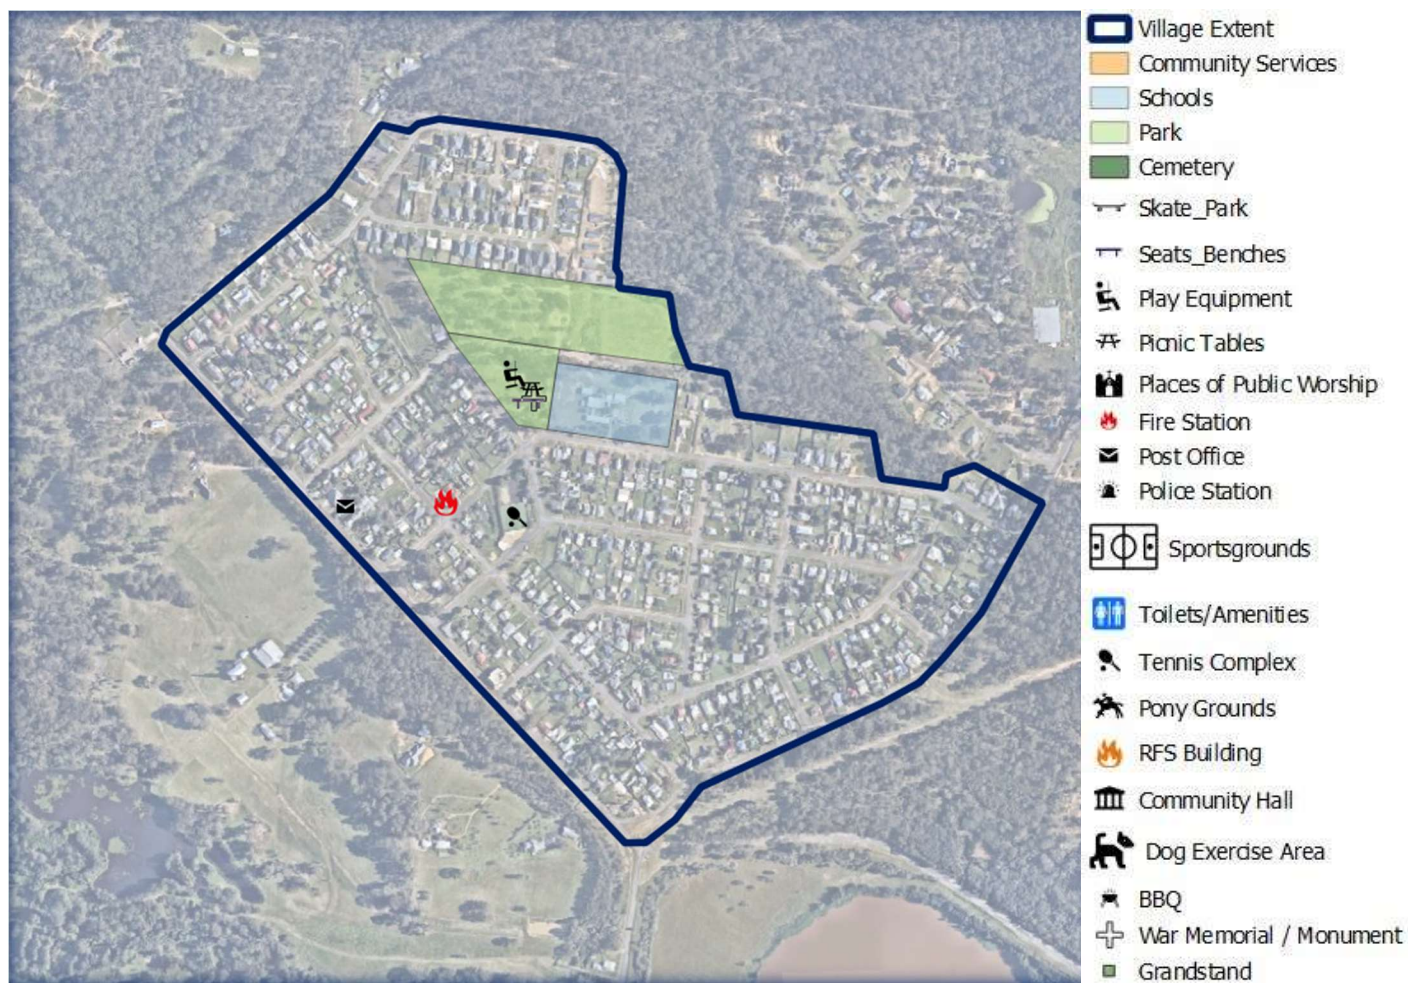 Village Extent
Community Services
Schools
Park
Cemetery
Skate_Park
Seats_Benches
Play Equipment
Picnic Tables
Places of Public Worship
Fire Station
Post Office
Police Station
Sportsgrounds
Toilets/Amenities
Tennis Complex
Pony Grounds
RFS Building
Community Hall
Dog Exercise Area
BBQ
War Memorial / Monument
Grandstand